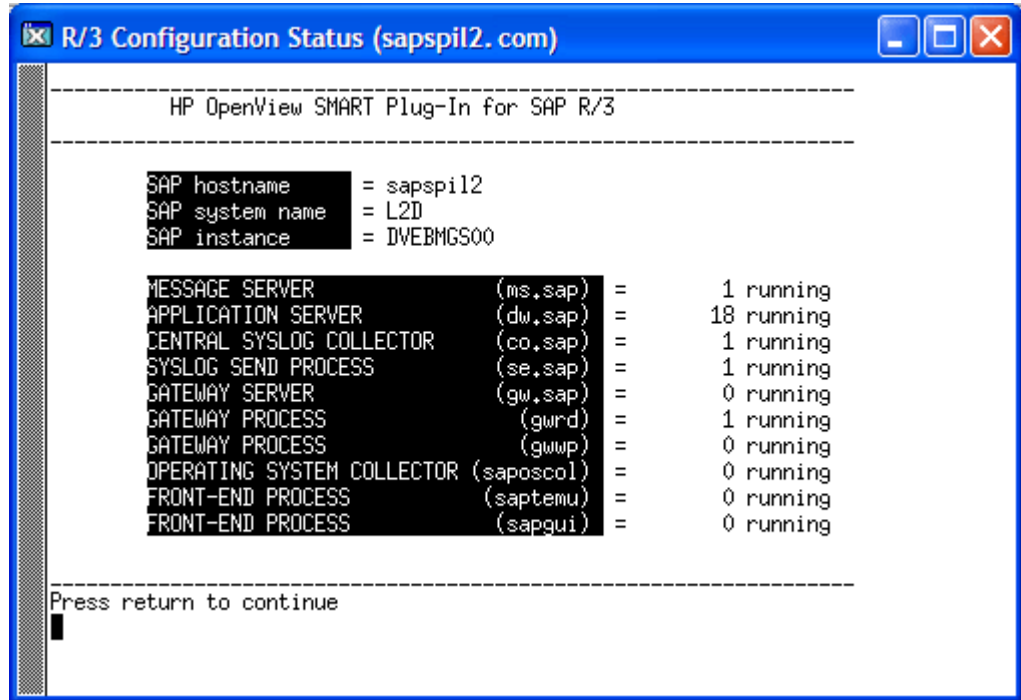 R/3 Configuration Status (sapspil2. com)
--------------------------------------------------------------------
HP OpenView SMART Plug-In for SAP R/3
--------------------------------------------------------------------
SAP hostname = sapspil2
SAP system name = L2D
SAP instance = DVEBMGS00
MESSAGE SERVER (ms.sap) = 1 running
APPLICATION SERVER (dw.sap) = 18 running
CENTRAL SYSLOG COLLECTOR (co.sap) = 1 running
SYSLOG SEND PROCESS (se.sap) = 1 running
GATEWAY SERVER (gw.sap) = 0 running
GATEWAY PROCESS (gwrd) = 1 running
GATEWAY PROCESS (gwwp) = 0 running
OPERATING SYSTEM COLLECTOR (saposcol) = 0 running
FRONT-END PROCESS (saptemu) = 0 running
FRONT-END PROCESS (sapgui) = 0 running
--------------------------------------------------------------------
Press return to continue